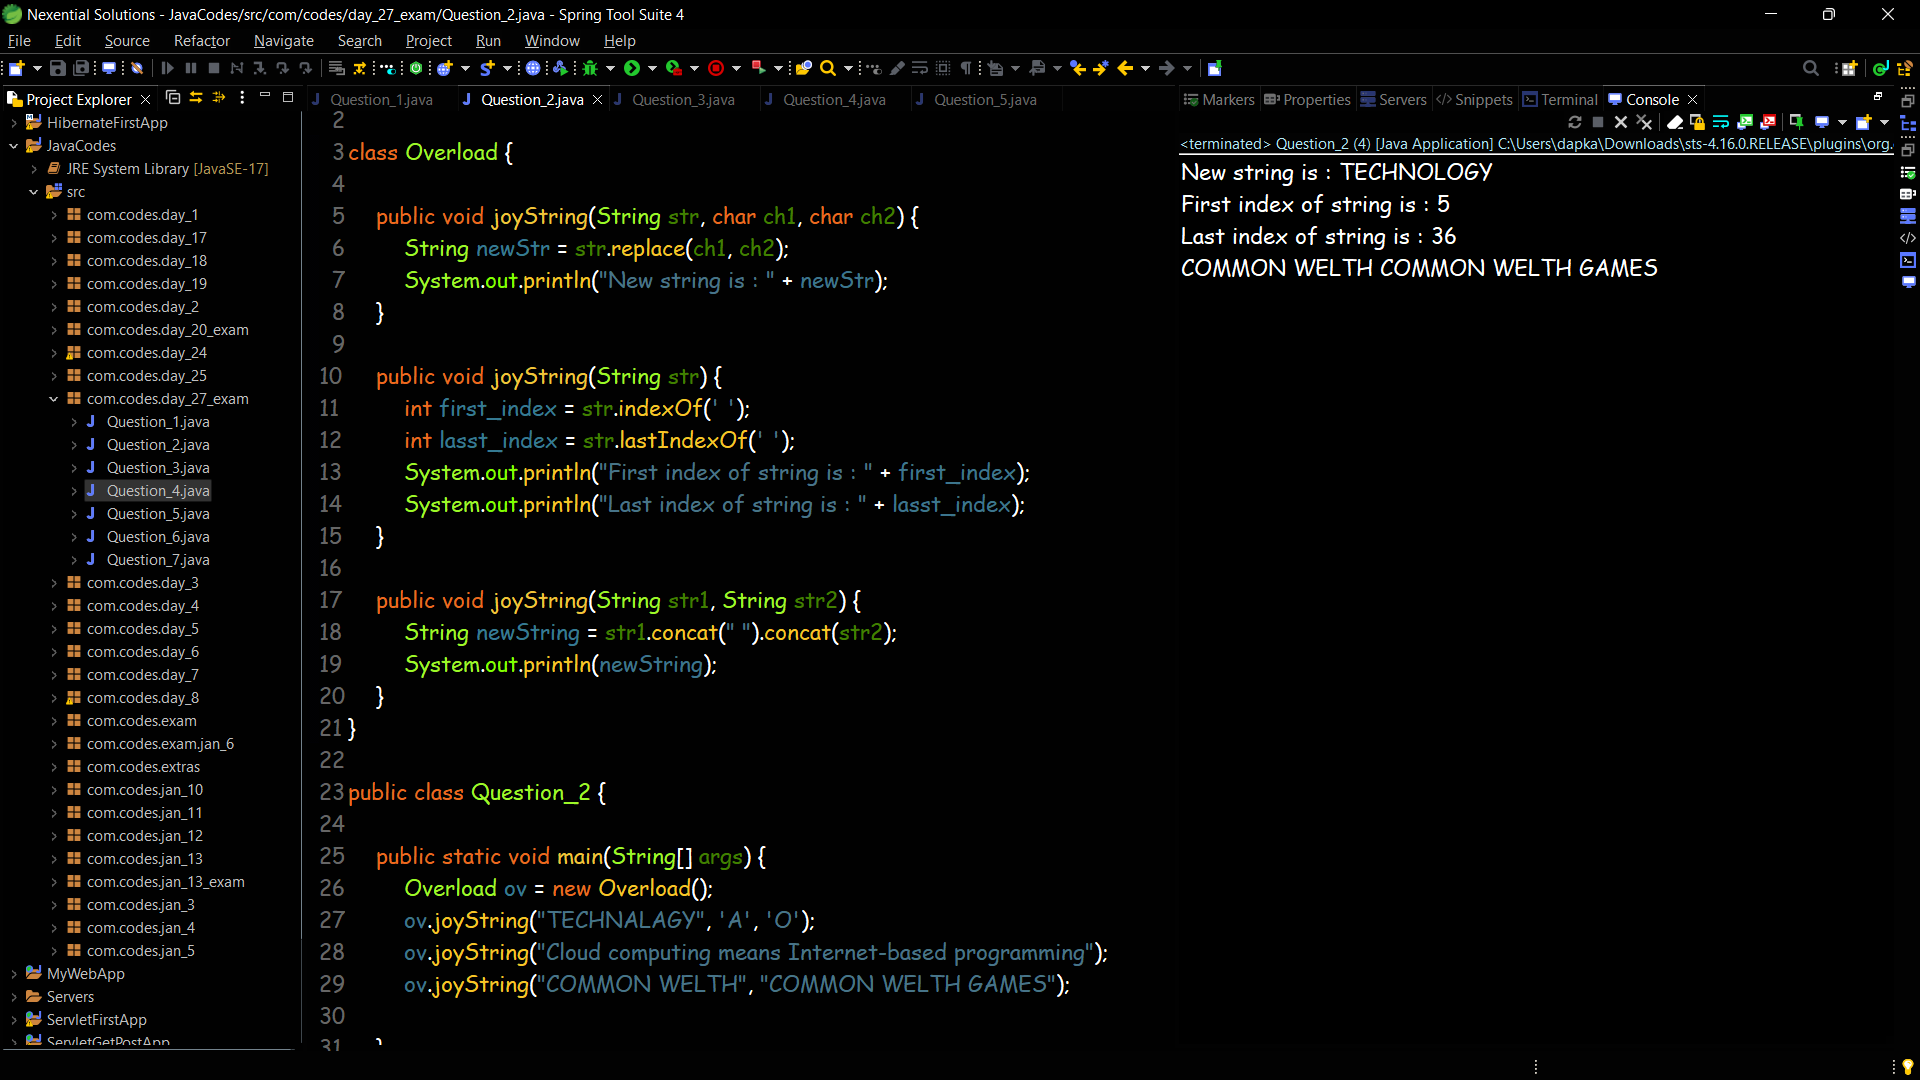 Nexential Solutions - JavaCodes/src/com/codes/day_27_exam/Question_2.java - Spring Tool Suite 4
File Edit Source Refactor Navigate Search Project Run Window Help
Project Explorer
HibernateFirstApp
JavaCodes
JRE System Library [JavaSE-17]
src
com.codes.day_1
com.codes.day_17
com.codes.day_18
com.codes.day_19
com.codes.day_2
com.codes.day_20_exam
com.codes.day_24
com.codes.day_25
com.codes.day_27_exam
Question_1.java
Question_2.java
Question_3.java
Question_4.java
Question_5.java
Question_6.java
Question_7.java
com.codes.day_3
com.codes.day_4
com.codes.day_5
com.codes.day_6
com.codes.day_7
com.codes.day_8
com.codes.exam
com.codes.exam.jan_6
com.codes.extras
com.codes.jan_10
com.codes.jan_11
com.codes.jan_12
com.codes.jan_13
com.codes.jan_13_exam
com.codes.jan_3
com.codes.jan_4
com.codes.jan_5
MyWebApp
Servers
ServletFirstApp
ServletGetPostApp
Question_1.java Question_2.java Question_3.java Question_4.java Question_5.java
2
3 class Overload {
4
5 public void joyString(String str, char ch1, char ch2) {
6 String newStr = str.replace(ch1, ch2);
7 System.out.println("New string is : " + newStr);
8 }
9
10 public void joyString(String str) {
11 int first_index = str.indexOf(' ');
12 int lasst_index = str.lastIndexOf(' ');
13 System.out.println("First index of string is : " + first_index);
14 System.out.println("Last index of string is : " + lasst_index);
15 }
16
17 public void joyString(String str1, String str2) {
18 String newString = str1.concat(" ").concat(str2);
19 System.out.println(newString);
20 }
21 }
22
23 public class Question_2 {
24
25 public static void main(String[] args) {
26 Overload ov = new Overload();
27 ov.joyString("TECHNALAGY", 'A', 'O');
28 ov.joyString("Cloud computing means Internet-based programming");
29 ov.joyString("COMMON WELTH", "COMMON WELTH GAMES");
30
31 }
Markers Properties Servers Snippets Terminal Console
<terminated> Question_2 (4) [Java Application] C:\Users\dapka\Downloads\sts-4.16.0.RELEASE\plugins\org.
New string is : TECHNOLOGY
First index of string is : 5
Last index of string is : 36
COMMON WELTH COMMON WELTH GAMES